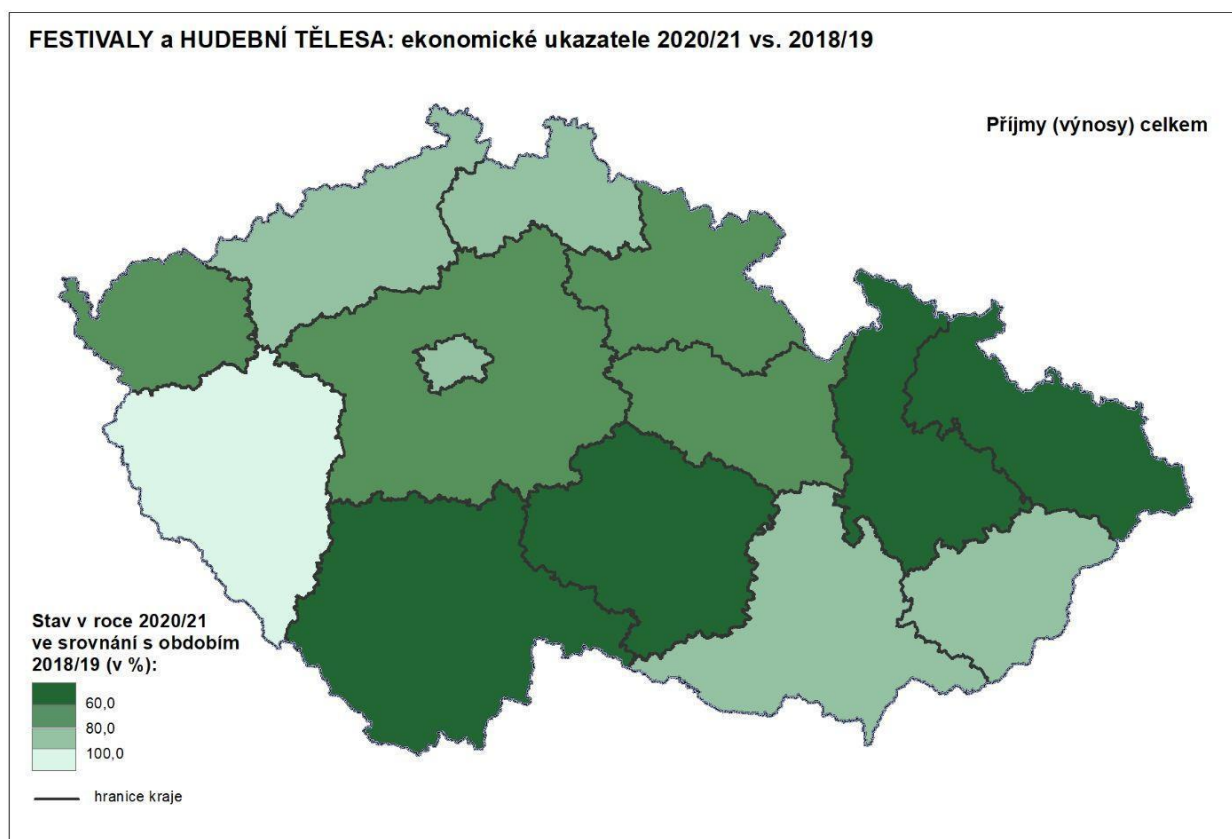 FESTIVALY a HUDEBNÍ TĚLESA: ekonomické ukazatele 2020/21 vs. 2018/19
Příjmy (výnosy) celkem
Stav v roce 2020/21
ve srovnání s obdobím
2018/19 (v %):
60,0
80,0
100,0
hranice kraje